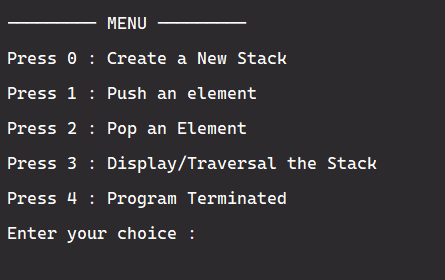 --------- MENU ---------
Press 0 : Create a New Stack
Press 1 : Push an element
Press 2 : Pop an Element
Press 3 : Display/Traversal the Stack
Press 4 : Program Terminated
Enter your choice :